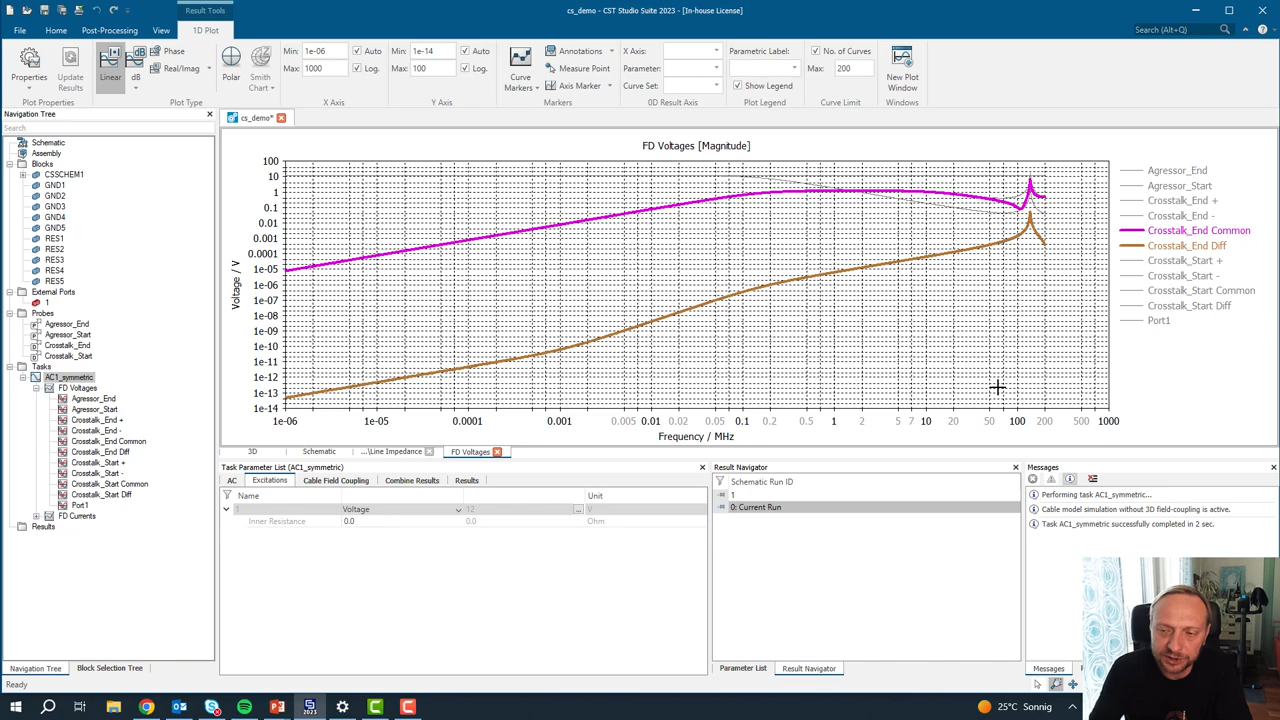 Result Tools
cs_demo - CST Studio Suite 2023 - [In-house License]
File Home Post-Processing View 1D Plot
Search (Alt+Q)
Properties
Update Results
Plot Properties
Linear
dB
Phase
Real/Imag
Polar
Smith Chart
Plot Type
Min: 1e-06 Auto
Max: 1000 Log.
X Axis
Min: 1e-14 Auto
Max: 100 Log.
Y Axis
Curve Markers
Annotations
Measure Point
Axis Marker
Markers
X Axis:
Parameter:
Curve Set:
0D Result Axis
Parametric Label:
Show Legend
Plot Legend
No. of Curves
Max: 200
Curve Limit
New Plot Window
Windows
Navigation Tree
Search
Schematic
Assembly
Blocks
CSSCHEM1
GND1
GND2
GND3
GND4
GND5
RES1
RES2
RES3
RES4
RES5
External Ports
1
Probes
Agressor_End
Agressor_Start
Crosstalk_End
Crosstalk_Start
Tasks
AC1_symmetric
FD Voltages
Agressor_End
Agressor_Start
Crosstalk_End +
Crosstalk_End -
Crosstalk_End Common
Crosstalk_End Diff
Crosstalk_Start +
Crosstalk_Start -
Crosstalk_Start Common
Crosstalk_Start Diff
Port1
FD Currents
Results
Navigation Tree Block Selection Tree
Ready
cs_demo*
FD Voltages [Magnitude]
Voltage / V
100
10
1
0.1
0.01
0.001
0.0001
1e-05
1e-06
1e-07
1e-08
1e-09
1e-10
1e-11
1e-12
1e-13
1e-14
1e-06 1e-05 0.0001 0.001 0.005 0.01 0.02 0.05 0.1 0.2 0.5 1 2 5 7 10 20 50 100 200 500 1000
Frequency / MHz
Agressor_End
Agressor_Start
Crosstalk_End +
Crosstalk_End -
Crosstalk_End Common
Crosstalk_End Diff
Crosstalk_Start +
Crosstalk_Start -
Crosstalk_Start Common
Crosstalk_Start Diff
Port1
3D Schematic ...\Line Impedance FD Voltages
Task Parameter List (AC1_symmetric)
AC Excitations Cable Field Coupling Combine Results Results
Name Unit
1 Voltage 12 ... V
Inner Resistance 0.0 0.0 Ohm
Result Navigator
Schematic Run ID
1
0: Current Run
Parameter List Result Navigator
Messages
Performing task AC1_symmetric...
Cable model simulation without 3D field-coupling is active.
Task AC1_symmetric successfully completed in 2 sec.
Messages
2023
25°C Sonnig